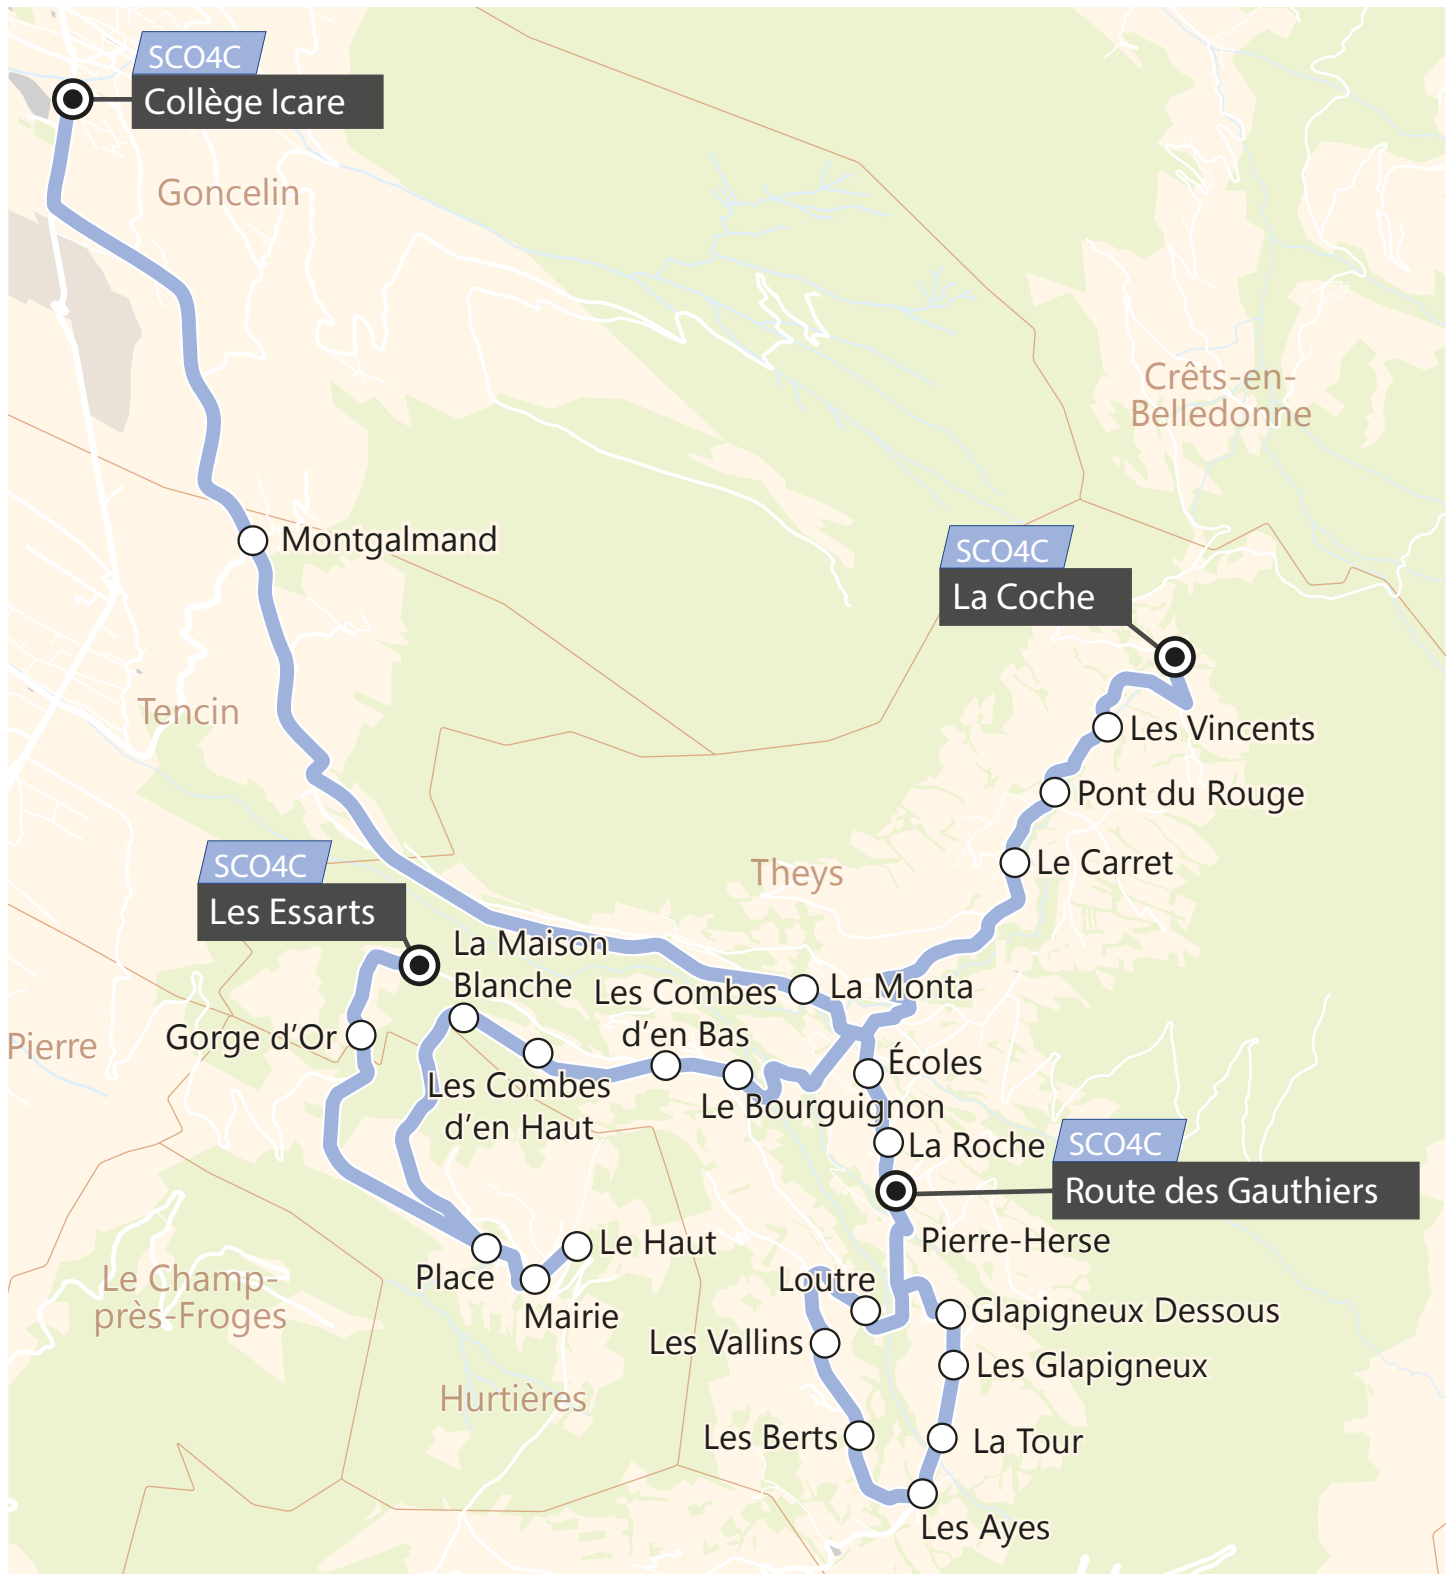 SCO4C
Collège Icare
Goncelin
Crêts-en-
Belledonne
Montgalmand
SCO4C
La Coche
Tencin
Les Vincents
Pont du Rouge
SCO4C
Les Essarts
Theys
Le Carret
La Maison
Blanche
Les Combes
d'en Bas
La Monta
Gorge d'Or
Pierre
Écoles
Les Combes
d'en Haut
Le Bourguignon
La Roche
SCO4C
Route des Gauthiers
Pierre-Herse
Le Haut
Place
Mairie
Le Champ-
près-Froges
Loutre
Glapigneux Dessous
Les Vallins
Les Glapigneux
Hurtières
Les Berts
La Tour
Les Ayes